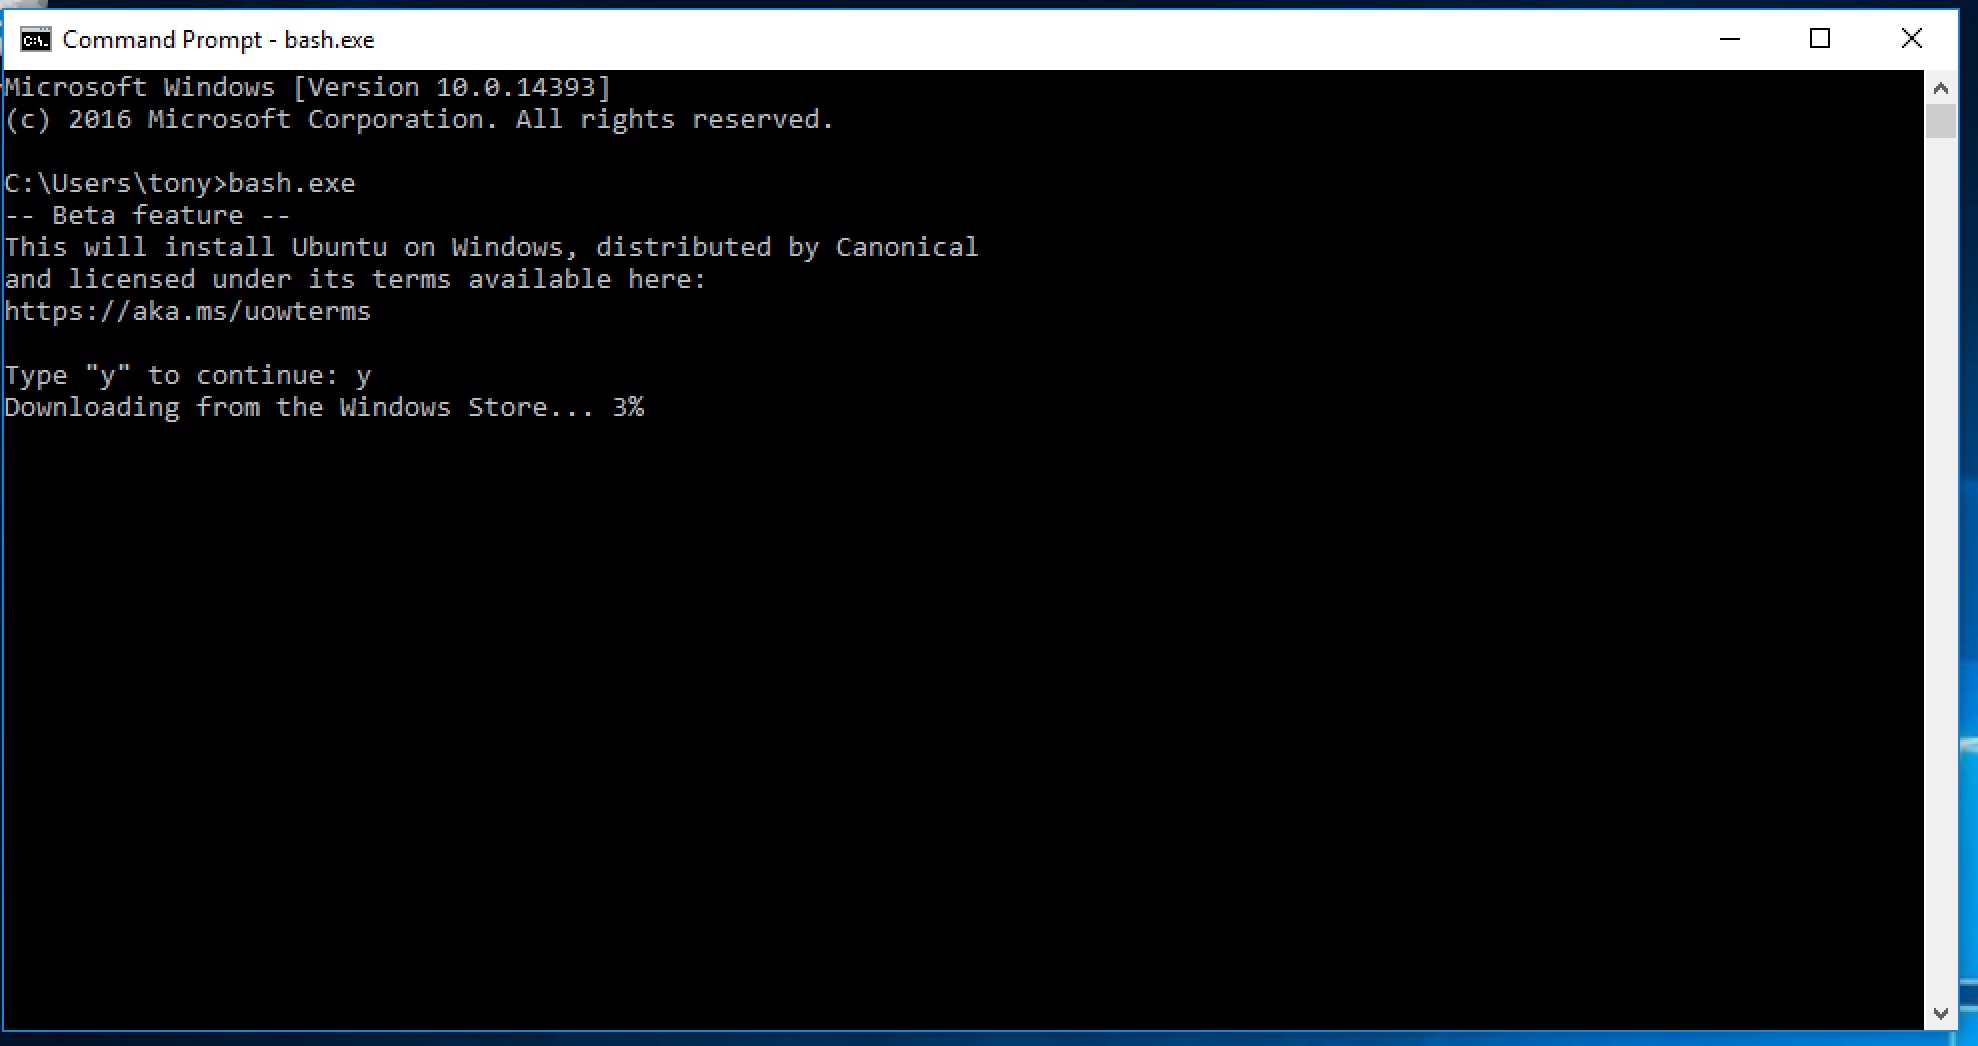 Command Prompt - bash.exe
Microsoft Windows [Version 10.0.14393]
(c) 2016 Microsoft Corporation. All rights reserved.
C:\Users\tony>bash.exe
-- Beta feature --
This will install Ubuntu on Windows, distributed by Canonical
and licensed under its terms available here:
https://aka.ms/uowterms
Type "y" to continue: y
Downloading from the Windows Store... 3%